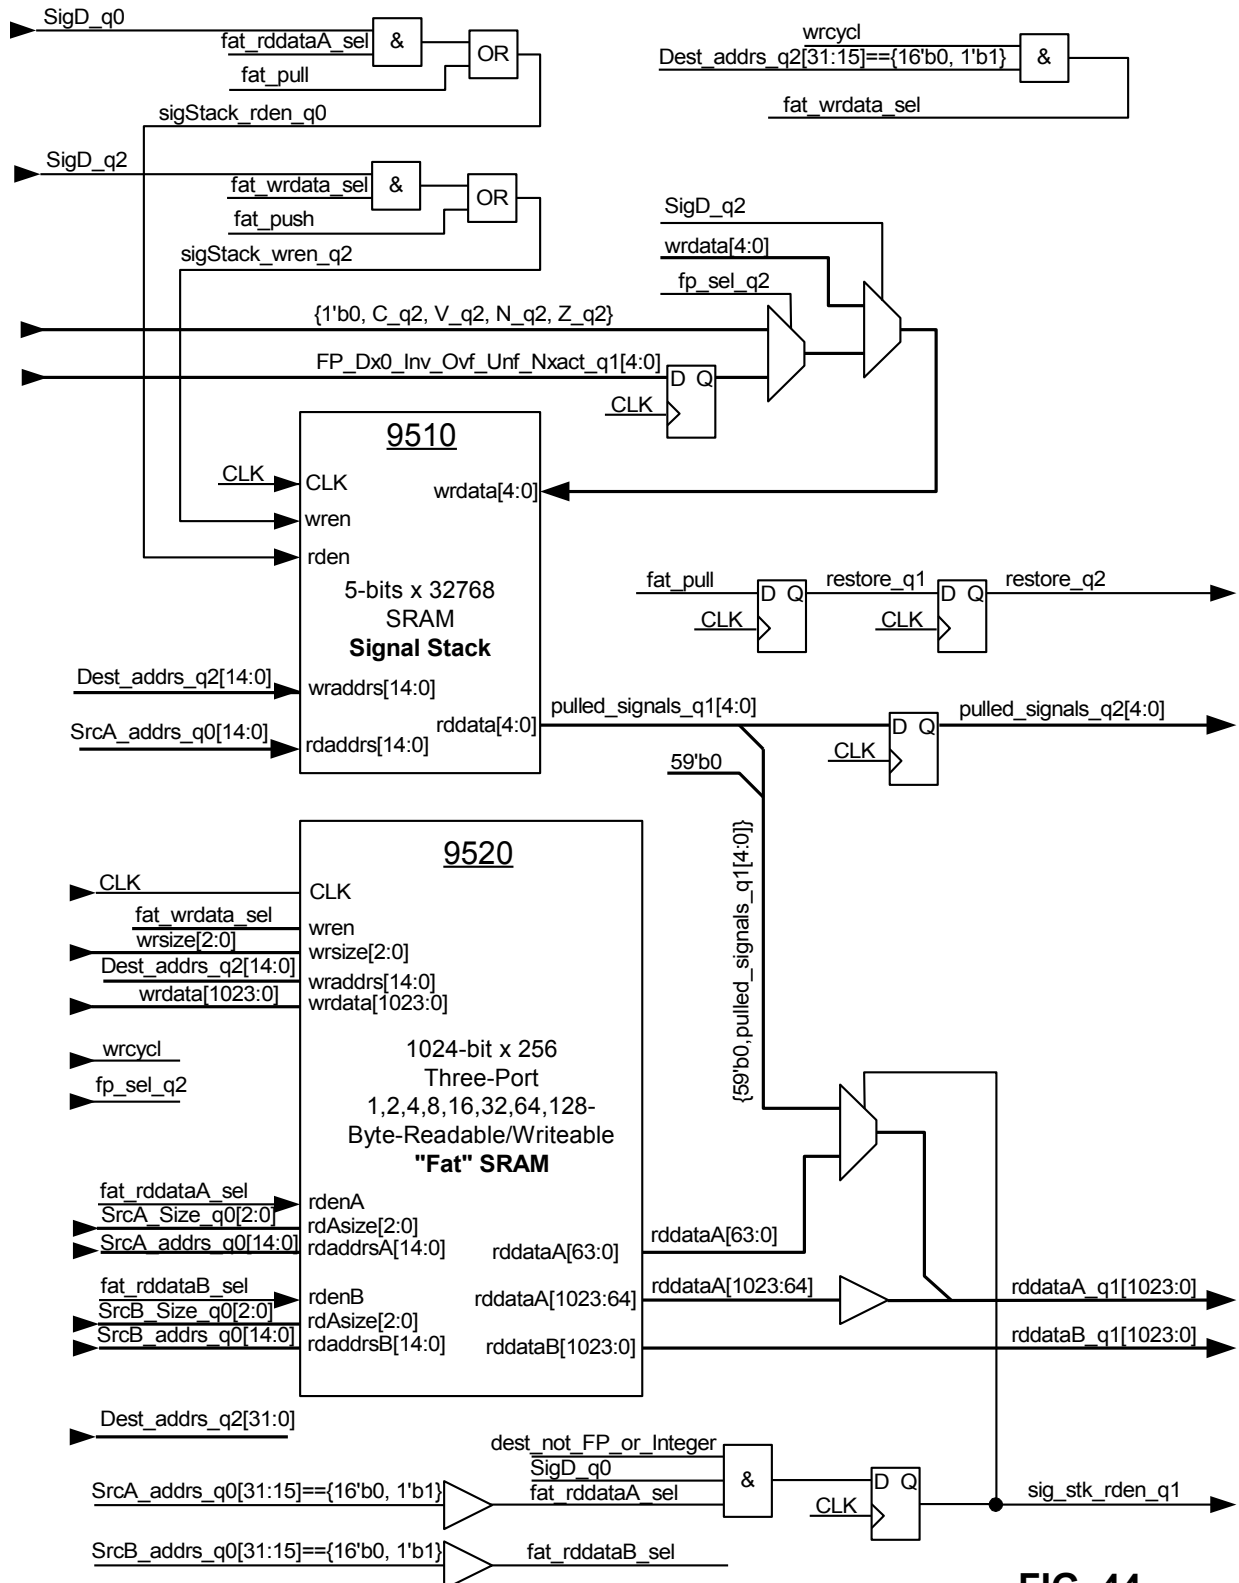 SigD_q0
fat_rddataA_sel
&
OR
fat_pull
sigStack_rden_q0
wrcycl
Dest_addrs_q2[31:15]=={16'b0, 1'b1}
&
fat_wrdata_sel
SigD_q2
fat_wrdata_sel
&
OR
fat_push
sigStack_wren_q2
SigD_q2
wrdata[4:0]
fp_sel_q2
{1'b0, C_q2, V_q2, N_q2, Z_q2}
FP_Dx0_Inv_Ovf_Unf_Nxact_q1[4:0]
D Q
CLK
9510
CLK
CLK
wrdata[4:0]
wren
rden
5-bits x 32768
SRAM
Signal Stack
fat_pull
D Q
restore_q1
D Q
restore_q2
CLK
CLK
Dest_addrs_q2[14:0]
wraddrs[14:0]
rddata[4:0]
pulled_signals_q1[4:0]
D Q
pulled_signals_q2[4:0]
SrcA_addrs_q0[14:0]
rdaddrs[14:0]
CLK
59'b0
{59'b0,pulled_signals_q1[4:0]}
9520
CLK
CLK
fat_wrdata_sel
wren
wrsize[2:0]
wrsize[2:0]
Dest_addrs_q2[14:0]
wraddrs[14:0]
wrdata[1023:0]
wrdata[1023:0]
wrcycl
fp_sel_q2
1024-bit x 256
Three-Port
1,2,4,8,16,32,64,128-
Byte-Readable/Writeable
"Fat" SRAM
fat_rddataA_sel
rdenA
SrcA_Size_q0[2:0]
rdAsize[2:0]
SrcA_addrs_q0[14:0]
rdaddrsA[14:0]
rddataA[63:0]
rddataA[63:0]
fat_rddataB_sel
rdenB
rddataA[1023:64]
rddataA[1023:64]
rddataA_q1[1023:0]
SrcB_Size_q0[2:0]
rdAsize[2:0]
SrcB_addrs_q0[14:0]
rdaddrsB[14:0]
rddataB[1023:0]
rddataB_q1[1023:0]
Dest_addrs_q2[31:0]
dest_not_FP_or_Integer
SigD_q0
fat_rddataA_sel
&
D Q
CLK
sig_stk_rden_q1
SrcA_addrs_q0[31:15]=={16'b0, 1'b1}
SrcB_addrs_q0[31:15]=={16'b0, 1'b1}
fat_rddataB_sel
FIG. 44